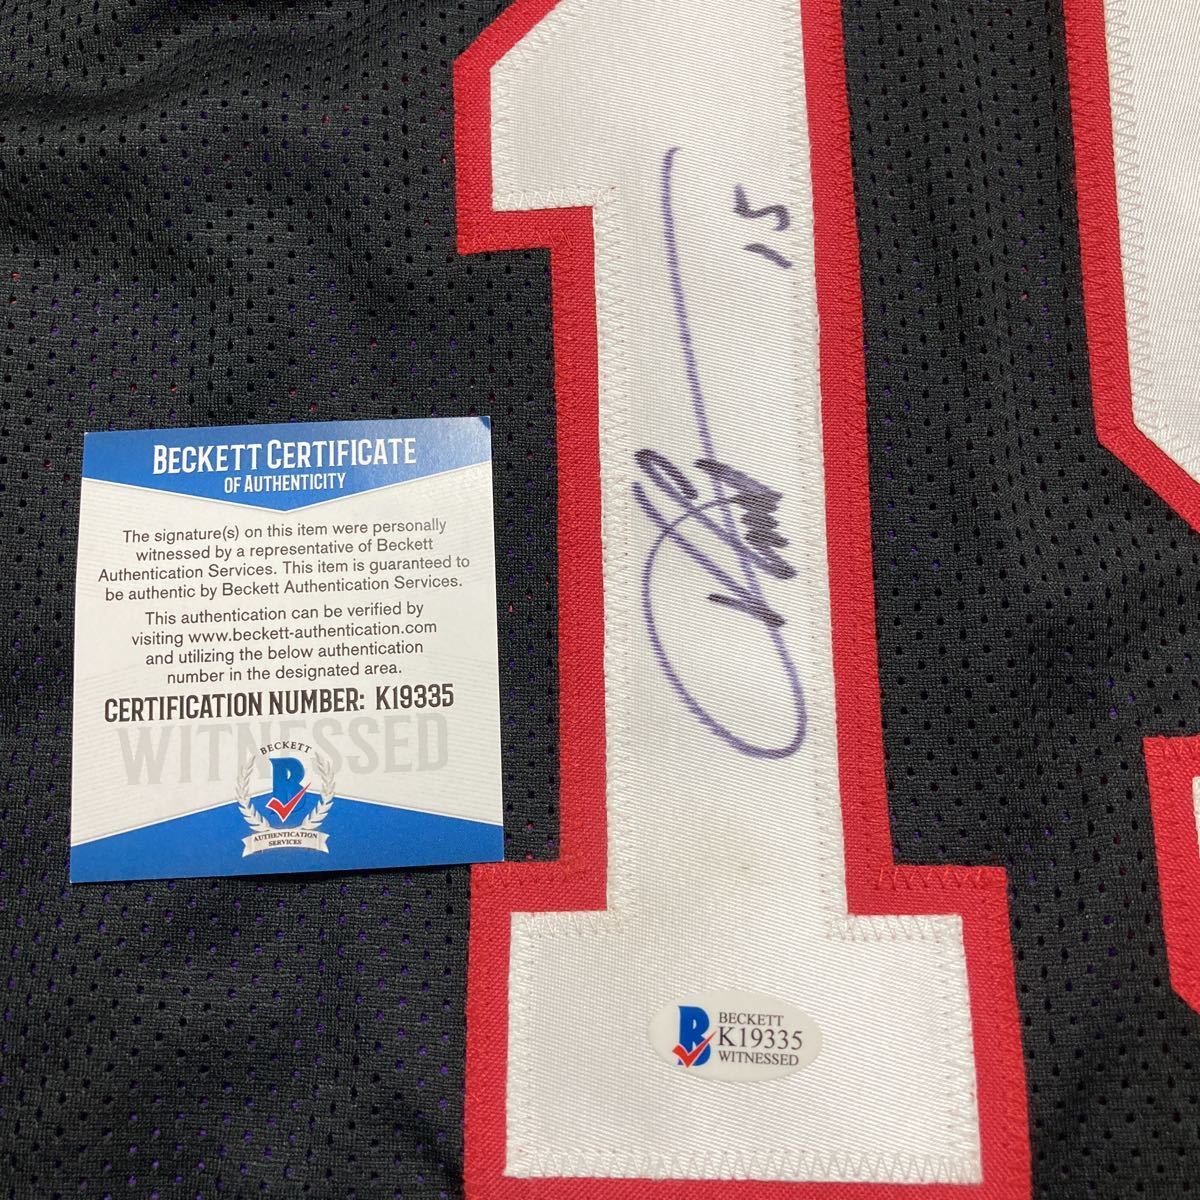 BECKETT CERTIFICATE
OF AUTHENTICITY
The signature(s) on this item were personally
witnessed by a representative of Beckett
Authentication Services. This item is guaranteed to
be authentic by Beckett Authentication Services.
This authentication can be verified by
visiting www.beckett-authentication.com
and utilizing the below authentication
number in the designated area.
CERTIFICATION NUMBER: K19335
WITNESSED
BECKETT
B
AUTHENTICATION
SERVICES
1
15
B
BECKETT
K19335
WITNESSED